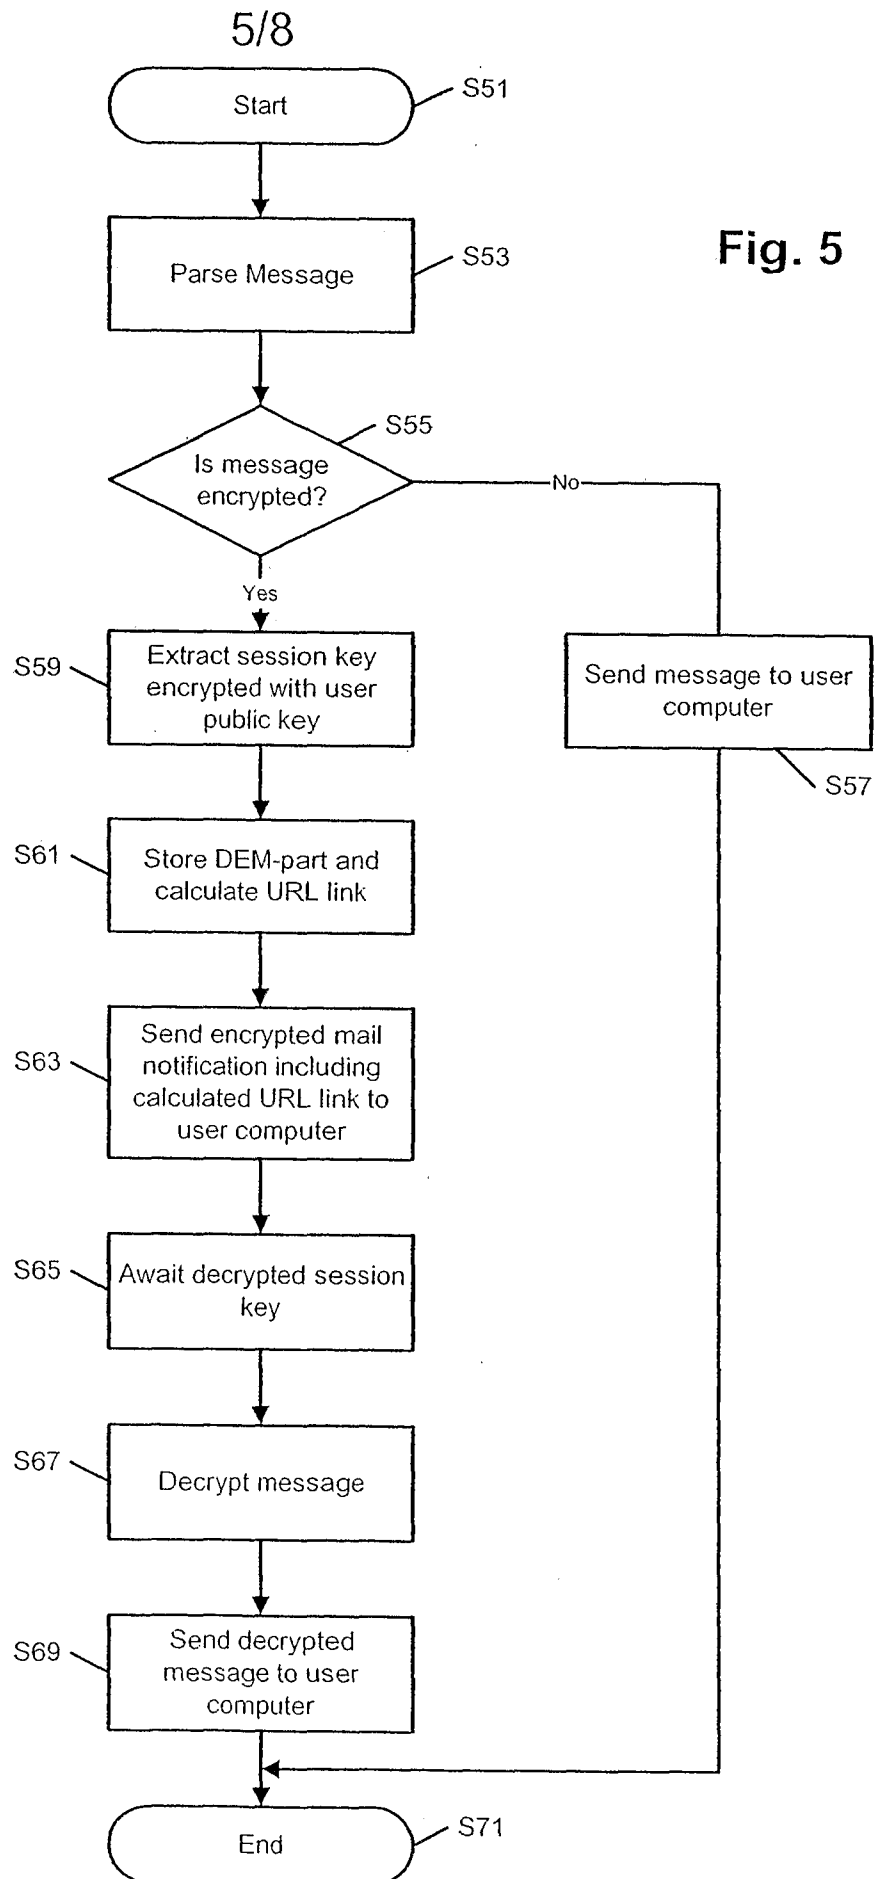 5/8
Start
S51
Fig. 5
Parse Message
S53
S55
Is message
encrypted?
No
Yes
S59
Extract session key
encrypted with user
public key
Send message to user
computer
S57
S61
Store DEM-part and
calculate URL link
S63
Send encrypted mail
notification including
calculated URL link to
user computer
S65
Await decrypted session
key
S67
Decrypt message
S69
Send decrypted
message to user
computer
End
S71